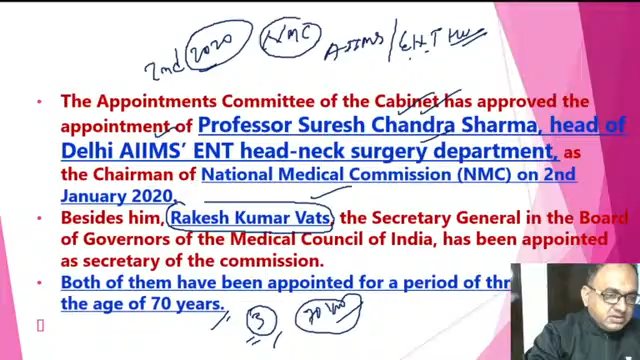 2nd 2020 NMC AIIMS/
The Appointments Committee of the Cabinet has approved the
appointment of Professor Suresh Chandra Sharma, head of
Delhi AIIMS’ ENT head-neck surgery department, as
the Chairman of National Medical Commission (NMC) on 2nd
January 2020.
Besides him, Rakesh Kumar Vats, the Secretary General in the Board
of Governors of the Medical Council of India, has been appointed
as secretary of the commission.
Both of them have been appointed for a period of thr
the age of 70 years.
3 70